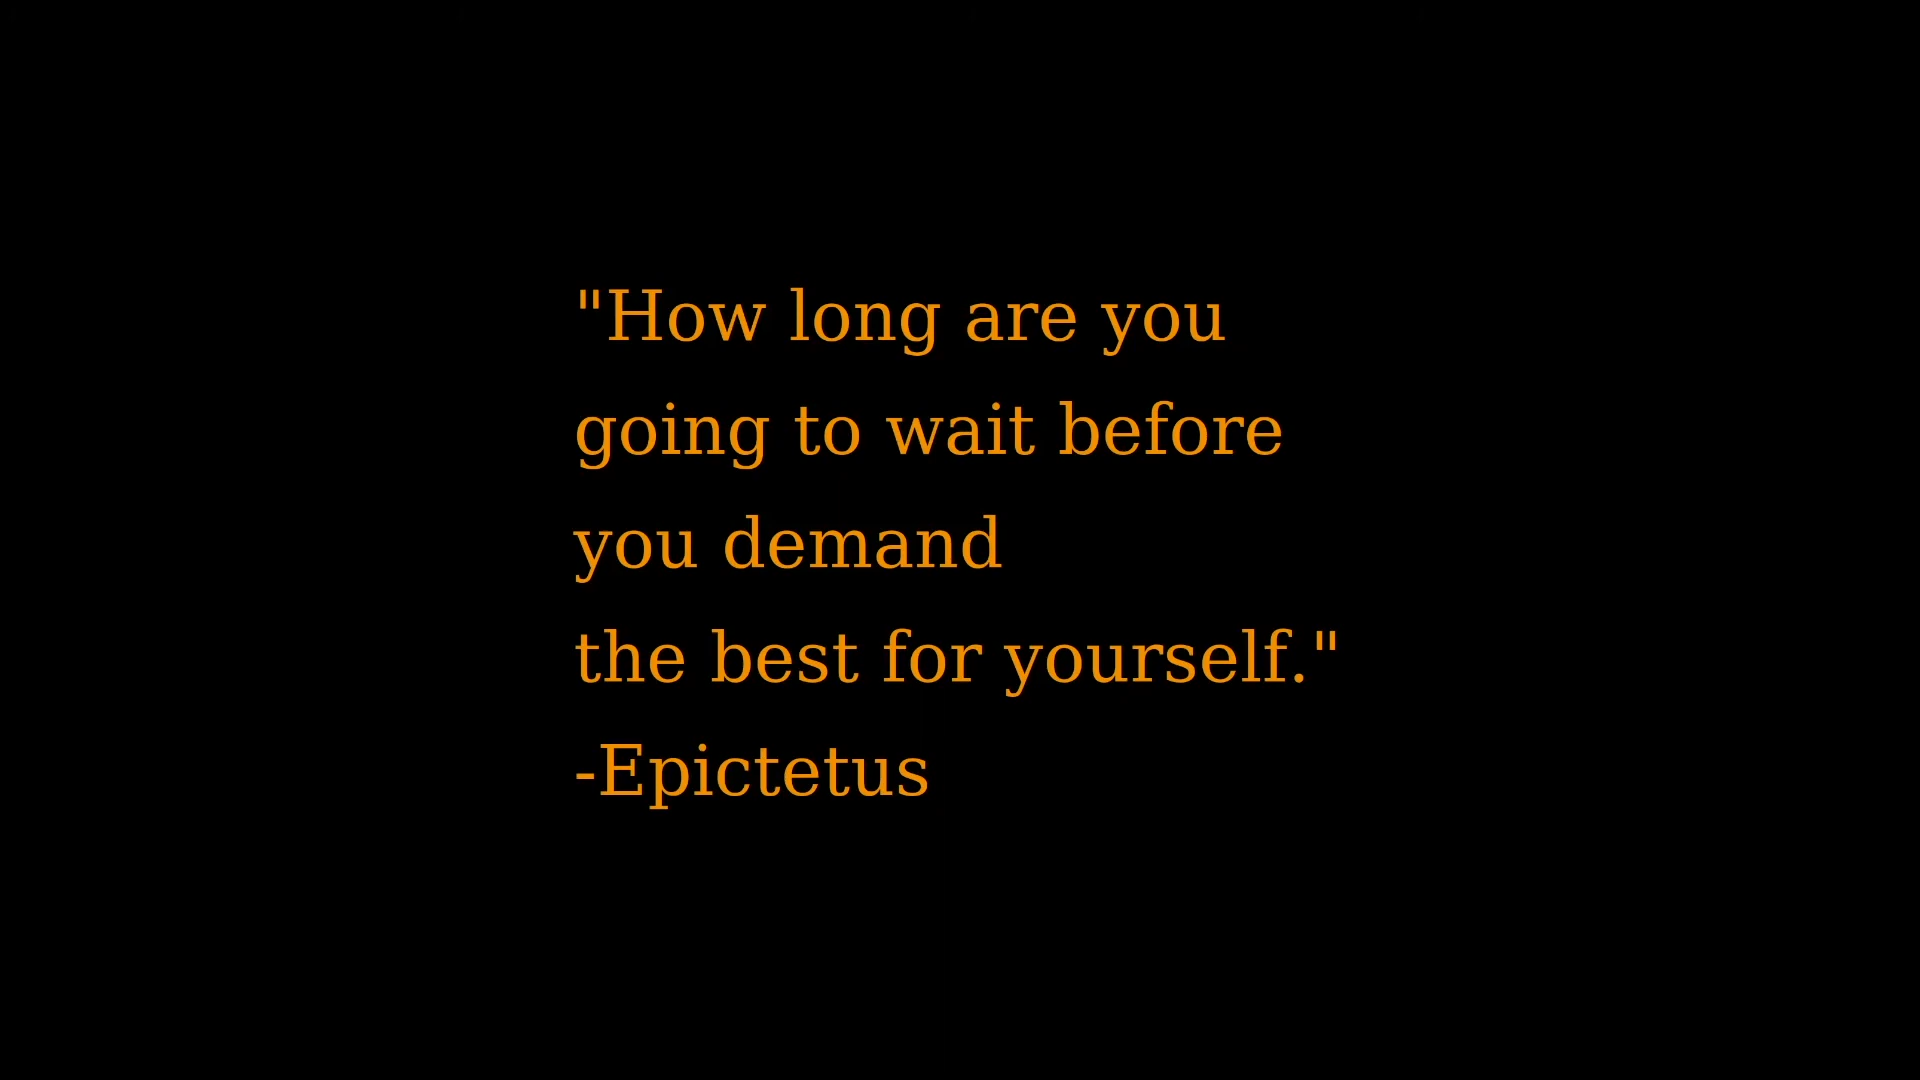 "How long are you
going to wait before
you demand
the best for yourself."
-Epictetus